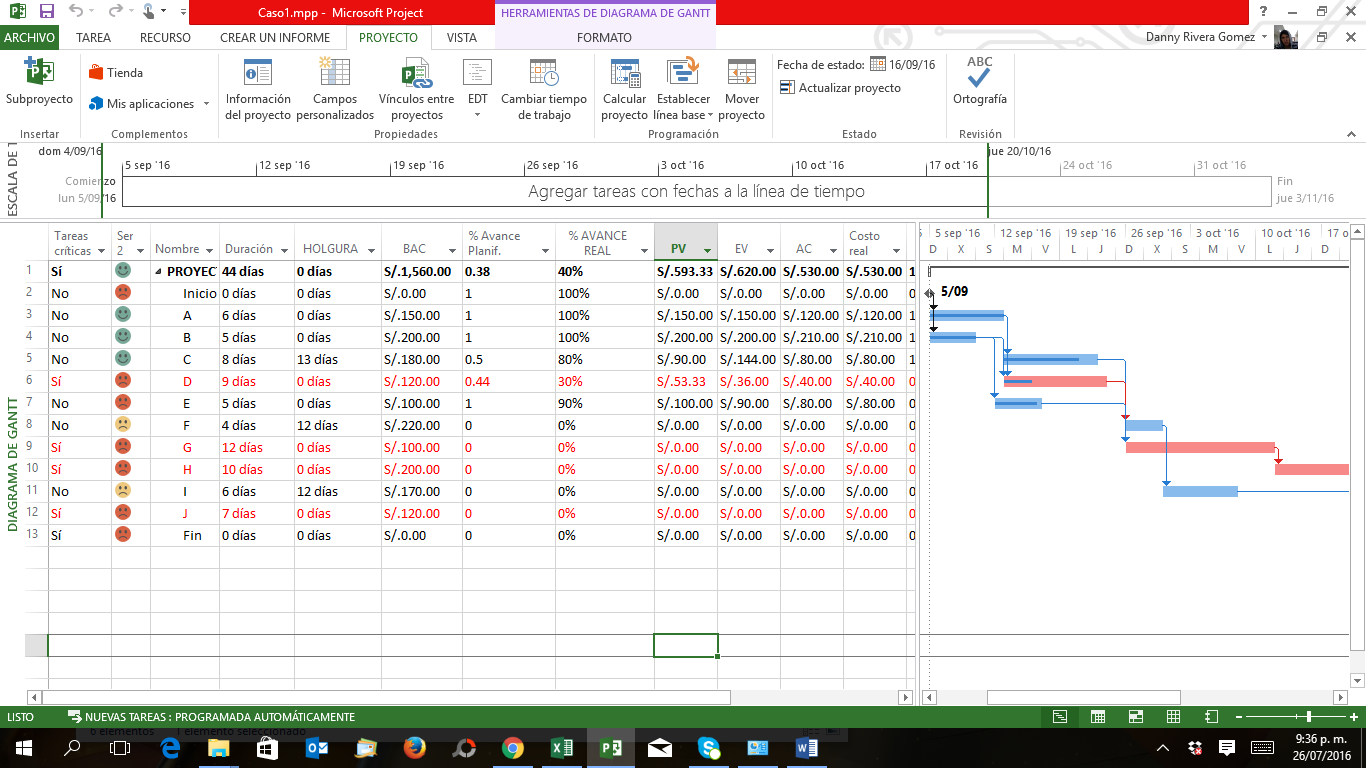 Caso1.mpp - Microsoft Project
HERRAMIENTAS DE DIAGRAMA DE GANTT
ARCHIVO TAREA RECURSO CREAR UN INFORME PROYECTO VISTA FORMATO Danny Rivera Gomez
Subproyecto
Tienda
Mis aplicaciones
Información del proyecto
Campos personalizados
Vínculos entre proyectos
EDT
Cambiar tiempo de trabajo
Calcular proyecto
Establecer línea base
Mover proyecto
Fecha de estado: 16/09/16
Actualizar proyecto
ABC
Ortografía
Insertar Complementos Propiedades Programación Estado Revisión
ESCALA DE T
dom 4/09/16 jue 20/10/16
5 sep '16 12 sep '16 19 sep '16 26 sep '16 3 oct '16 10 oct '16 17 oct '16 24 oct '16 31 oct '16
Comienzo
lun 5/09/16
Agregar tareas con fechas a la línea de tiempo
Fin
jue 3/11/16
DIAGRAMA DE GANTT
Tareas críticas Ser 2 Nombre Duración HOLGURA BAC % Avance Planif. % AVANCE REAL PV EV AC Costo real
1 Sí PROYEC 44 días 0 días S/.1,560.00 0.38 40% S/.593.33 S/.620.00 S/.530.00 S/.530.00 1
2 No Inicio 0 días 0 días S/.0.00 1 100% S/.0.00 S/.0.00 S/.0.00 S/.0.00 0
3 No A 6 días 0 días S/.150.00 1 100% S/.150.00 S/.150.00 S/.120.00 S/.120.00 1
4 No B 5 días 0 días S/.200.00 1 100% S/.200.00 S/.200.00 S/.210.00 S/.210.00 1
5 No C 8 días 13 días S/.180.00 0.5 80% S/.90.00 S/.144.00 S/.80.00 S/.80.00 1
6 Sí D 9 días 0 días S/.120.00 0.44 30% S/.53.33 S/.36.00 S/.40.00 S/.40.00 0
7 No E 5 días 0 días S/.100.00 1 90% S/.100.00 S/.90.00 S/.80.00 S/.80.00 0
8 No F 4 días 12 días S/.220.00 0 0% S/.0.00 S/.0.00 S/.0.00 S/.0.00 0
9 Sí G 12 días 0 días S/.100.00 0 0% S/.0.00 S/.0.00 S/.0.00 S/.0.00 0
10 Sí H 10 días 0 días S/.200.00 0 0% S/.0.00 S/.0.00 S/.0.00 S/.0.00 0
11 No I 6 días 12 días S/.170.00 0 0% S/.0.00 S/.0.00 S/.0.00 S/.0.00 0
12 Sí J 7 días 0 días S/.120.00 0 0% S/.0.00 S/.0.00 S/.0.00 S/.0.00 0
13 Sí Fin 0 días 0 días S/.0.00 0 0% S/.0.00 S/.0.00 S/.0.00 S/.0.00 0
5 sep '16 12 sep '16 19 sep '16 26 sep '16 3 oct '16 10 oct '16 17 o
D X S M V L J D X S M V L J D
5/09
LISTO NUEVAS TAREAS : PROGRAMADA AUTOMÁTICAMENTE
6 elementos 1 elemento seleccionado
9:36 p. m.
26/07/2016